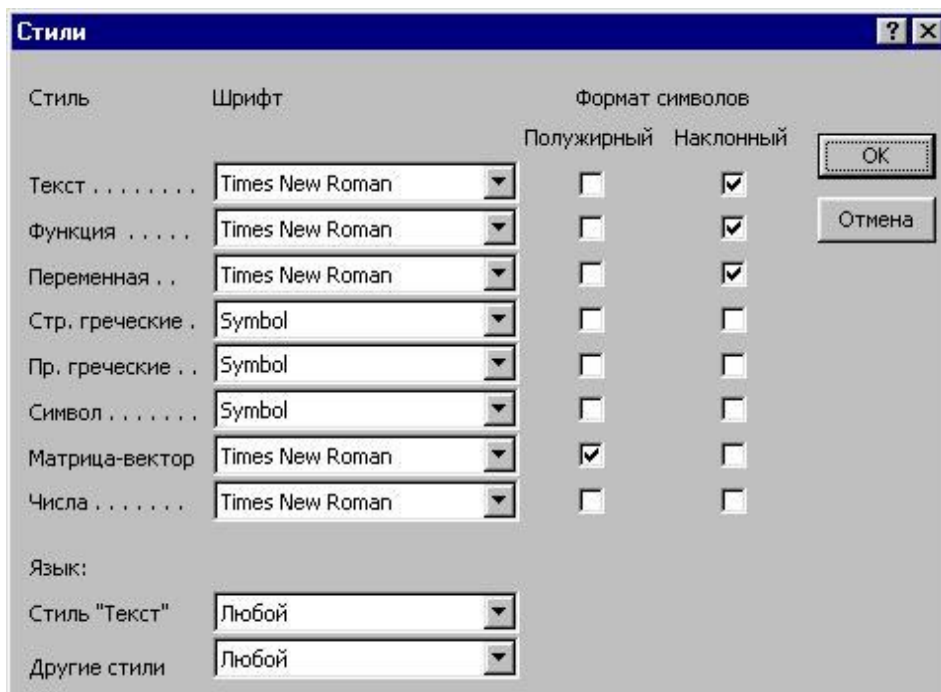 Стили
Стиль Шрифт Формат символов
Полужирный Наклонный
OK
Текст . . . . . . . . Times New Roman
Отмена
Функция . . . . . Times New Roman
Переменная . . Times New Roman
Стр. греческие . Symbol
Пр. греческие . . Symbol
Символ . . . . . . . Symbol
Матрица-вектор Times New Roman
Числа . . . . . . . Times New Roman
Язык:
Стиль "Текст" Любой
Другие стили Любой